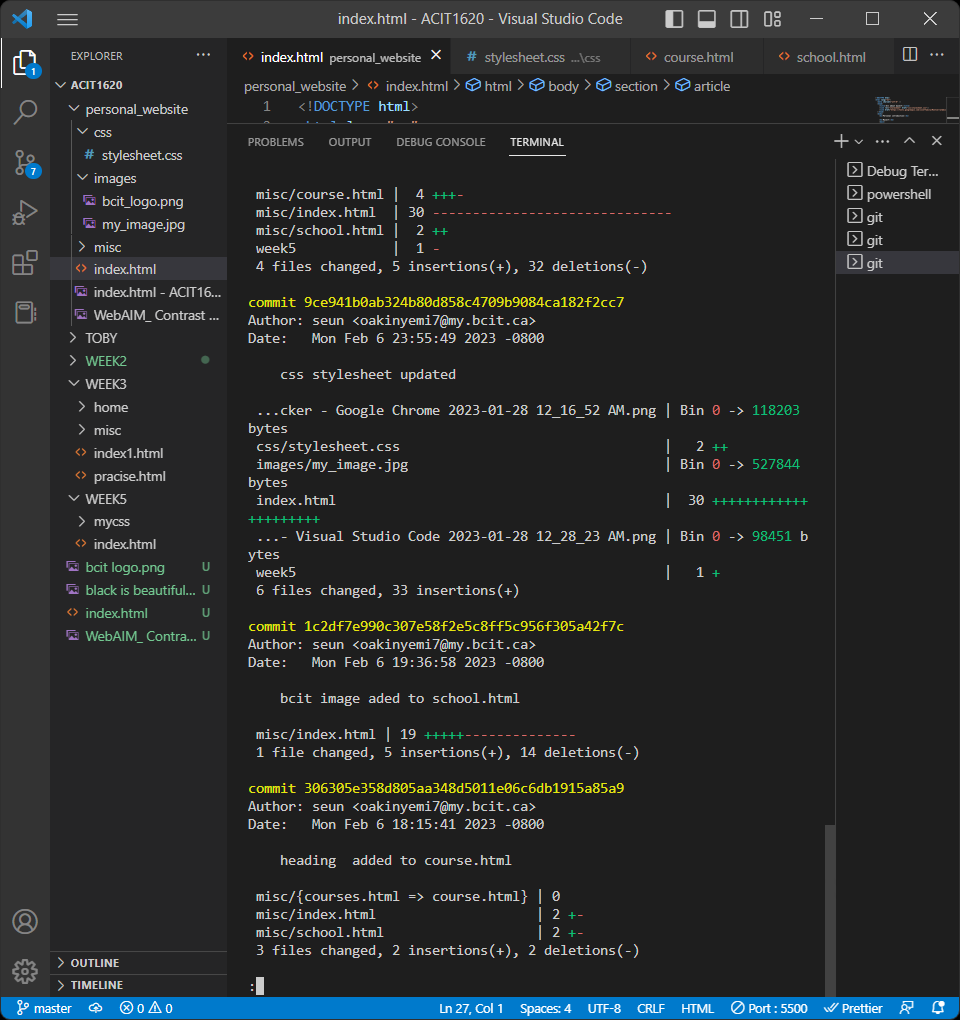 index.html - ACIT1620 - Visual Studio Code
EXPLORER ···
1
7
ACIT1620
personal_website
css
# stylesheet.css
images
bcit_logo.png
my_image.jpg
misc
index.html
index.html - ACIT16...
WebAIM_ Contrast ...
TOBY
WEEK2
WEEK3
home
misc
index1.html
pracise.html
WEEK5
mycss
index.html
bcit logo.png U
black is beautiful... U
index.html U
WebAIM_ Contra... U
OUTLINE
TIMELINE
index.html personal_website # stylesheet.css ...\css course.html school.html
personal_website > index.html > html > body > section > article
1 <!DOCTYPE html>
PROBLEMS OUTPUT DEBUG CONSOLE TERMINAL
Debug Ter...
powershell
git
git
git
misc/course.html | 4 +++-
misc/index.html | 30 ------------------------------
misc/school.html | 2 ++
week5 | 1 -
4 files changed, 5 insertions(+), 32 deletions(-)
commit 9ce941b0ab324b80d858c4709b9084ca182f2cc7
Author: seun <oakinyemi7@my.bcit.ca>
Date: Mon Feb 6 23:55:49 2023 -0800
css stylesheet updated
...cker - Google Chrome 2023-01-28 12_16_52 AM.png | Bin 0 -> 118203
bytes
css/stylesheet.css | 2 ++
images/my_image.jpg | Bin 0 -> 527844
bytes
index.html | 30 ++++++++++++
+++++++++
...- Visual Studio Code 2023-01-28 12_28_23 AM.png | Bin 0 -> 98451 b
ytes
week5 | 1 +
6 files changed, 33 insertions(+)
commit 1c2df7e990c307e58f2e5c8ff5c956f305a42f7c
Author: seun <oakinyemi7@my.bcit.ca>
Date: Mon Feb 6 19:36:58 2023 -0800
bcit image aded to school.html
misc/index.html | 19 +++++--------------
1 file changed, 5 insertions(+), 14 deletions(-)
commit 306305e358d805aa348d5011e06c6db1915a85a9
Author: seun <oakinyemi7@my.bcit.ca>
Date: Mon Feb 6 18:15:41 2023 -0800
heading  added to course.html
misc/{courses.html => course.html} | 0
misc/index.html | 2 +-
misc/school.html | 2 +-
3 files changed, 2 insertions(+), 2 deletions(-)
:
master 0 0 Ln 27, Col 1 Spaces: 4 UTF-8 CRLF HTML Port : 5500 Prettier